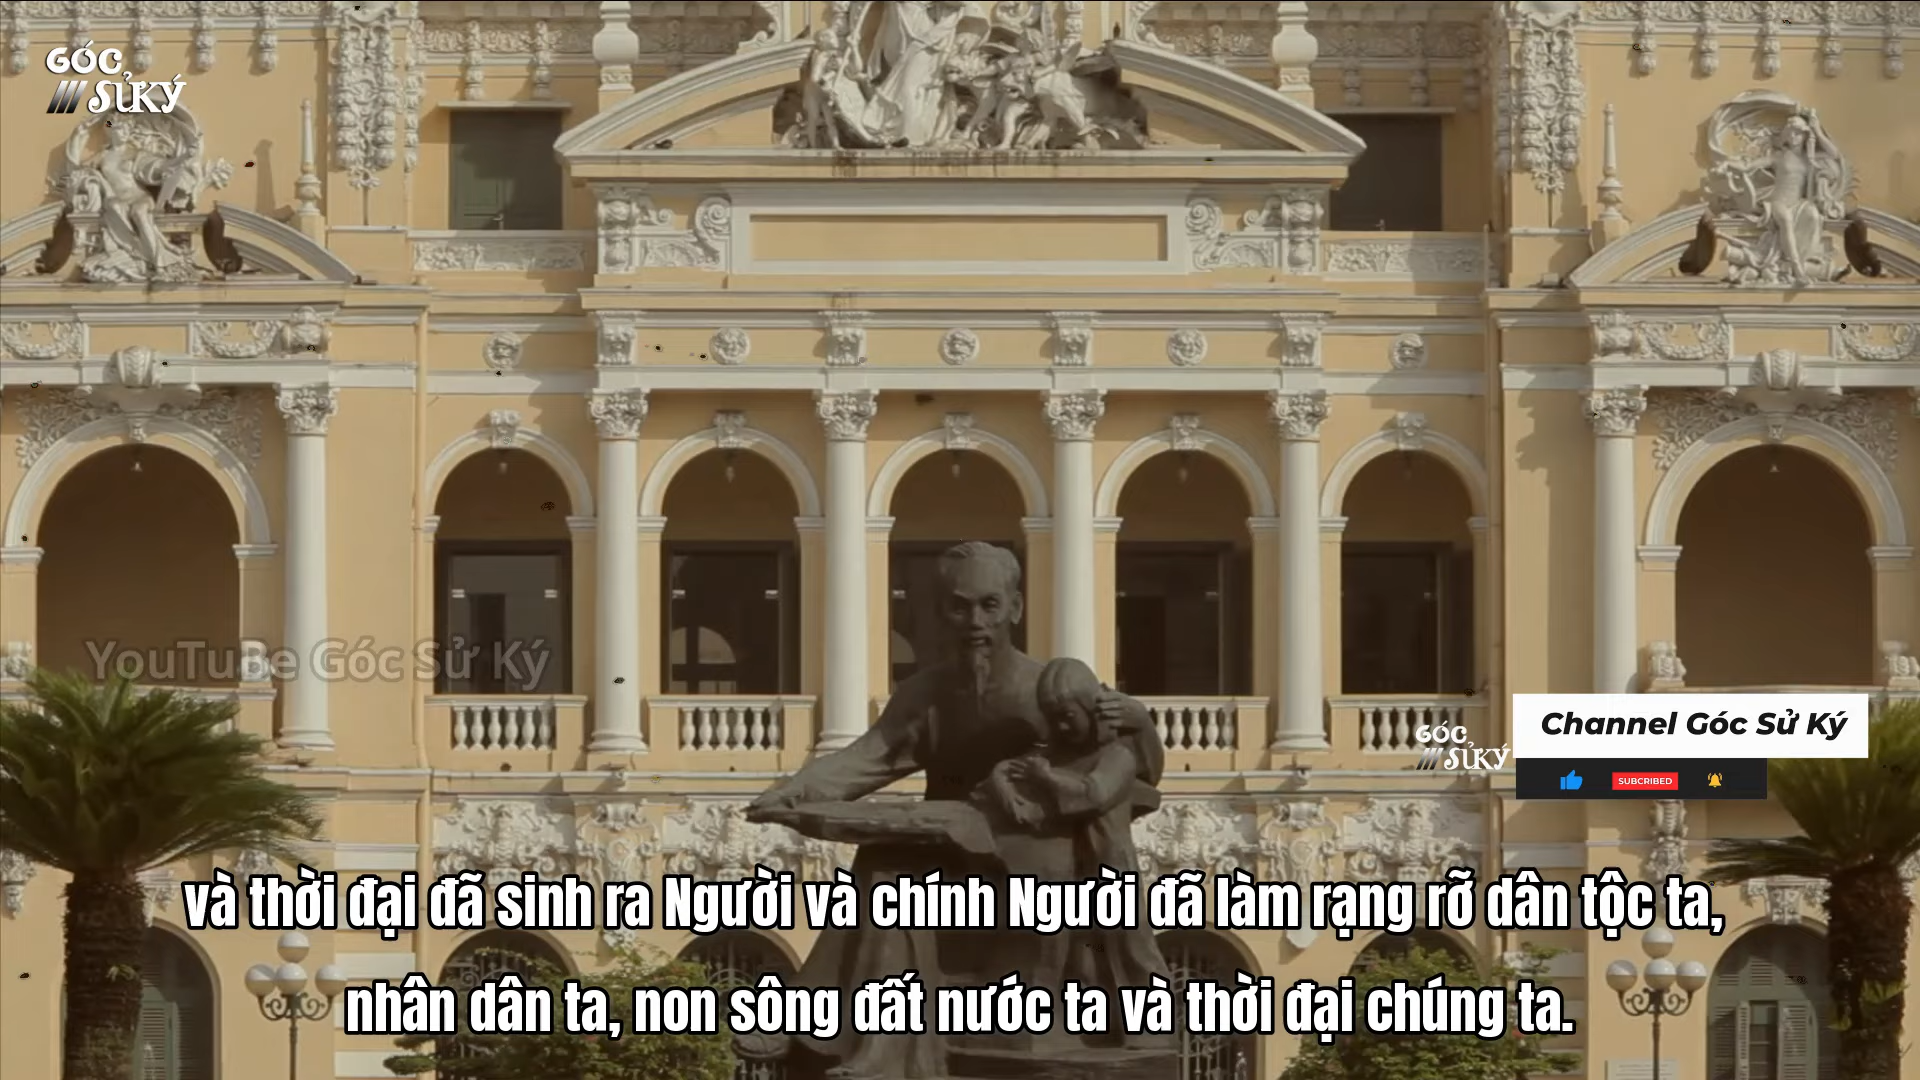 GÓC
SỬ KÝ
YouTuBe Góc Sử Ký
GÓC
SỬ KÝ
Channel Góc Sử Ký
SUBCRIBED
và thời đại đã sinh ra Người và chính Người đã làm rạng rỡ dân tộc ta,
nhân dân ta, non sông đất nước ta và thời đại chúng ta.